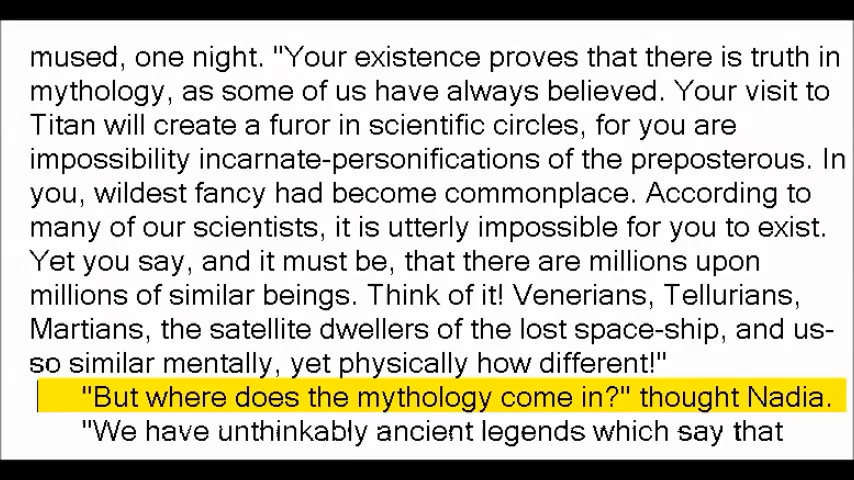 mused, one night. "Your existence proves that there is truth in
mythology, as some of us have always believed. Your visit to
Titan will create a furor in scientific circles, for you are
impossibility incarnate-personifications of the preposterous. In
you, wildest fancy had become commonplace. According to
many of our scientists, it is utterly impossible for you to exist.
Yet you say, and it must be, that there are millions upon
millions of similar beings. Think of it! Venerians, Tellurians,
Martians, the satellite dwellers of the lost space-ship, and us-
so similar mentally, yet physically how different!"
"But where does the mythology come in?" thought Nadia.
"We have unthinkably ancient legends which say that